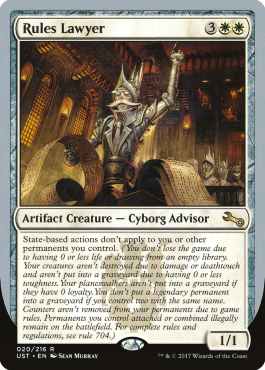 Rules Lawyer 3
Artifact Creature — Cyborg Advisor
State-based actions don't apply to you or other
permanents you control. (You don't lose the game due
to having 0 or less life or drawing from an empty library.
Your creatures aren't destroyed due to damage or deathtouch
and aren't put into a graveyard due to having 0 or less
toughness. Your planeswalkers aren't put into a graveyard if
they have 0 loyalty. You don't put a legendary permanent
into a graveyard if you control two with the same name.
Counters aren't removed from your permanents due to game
rules. Permanents you control attached or combined illegally
remain on the battlefield. For complete rules and
regulations, see rule 704.)
1/1
020/216 R
UST • EN SEAN MURRAY
™ & © 2017 Wizards of the Coast